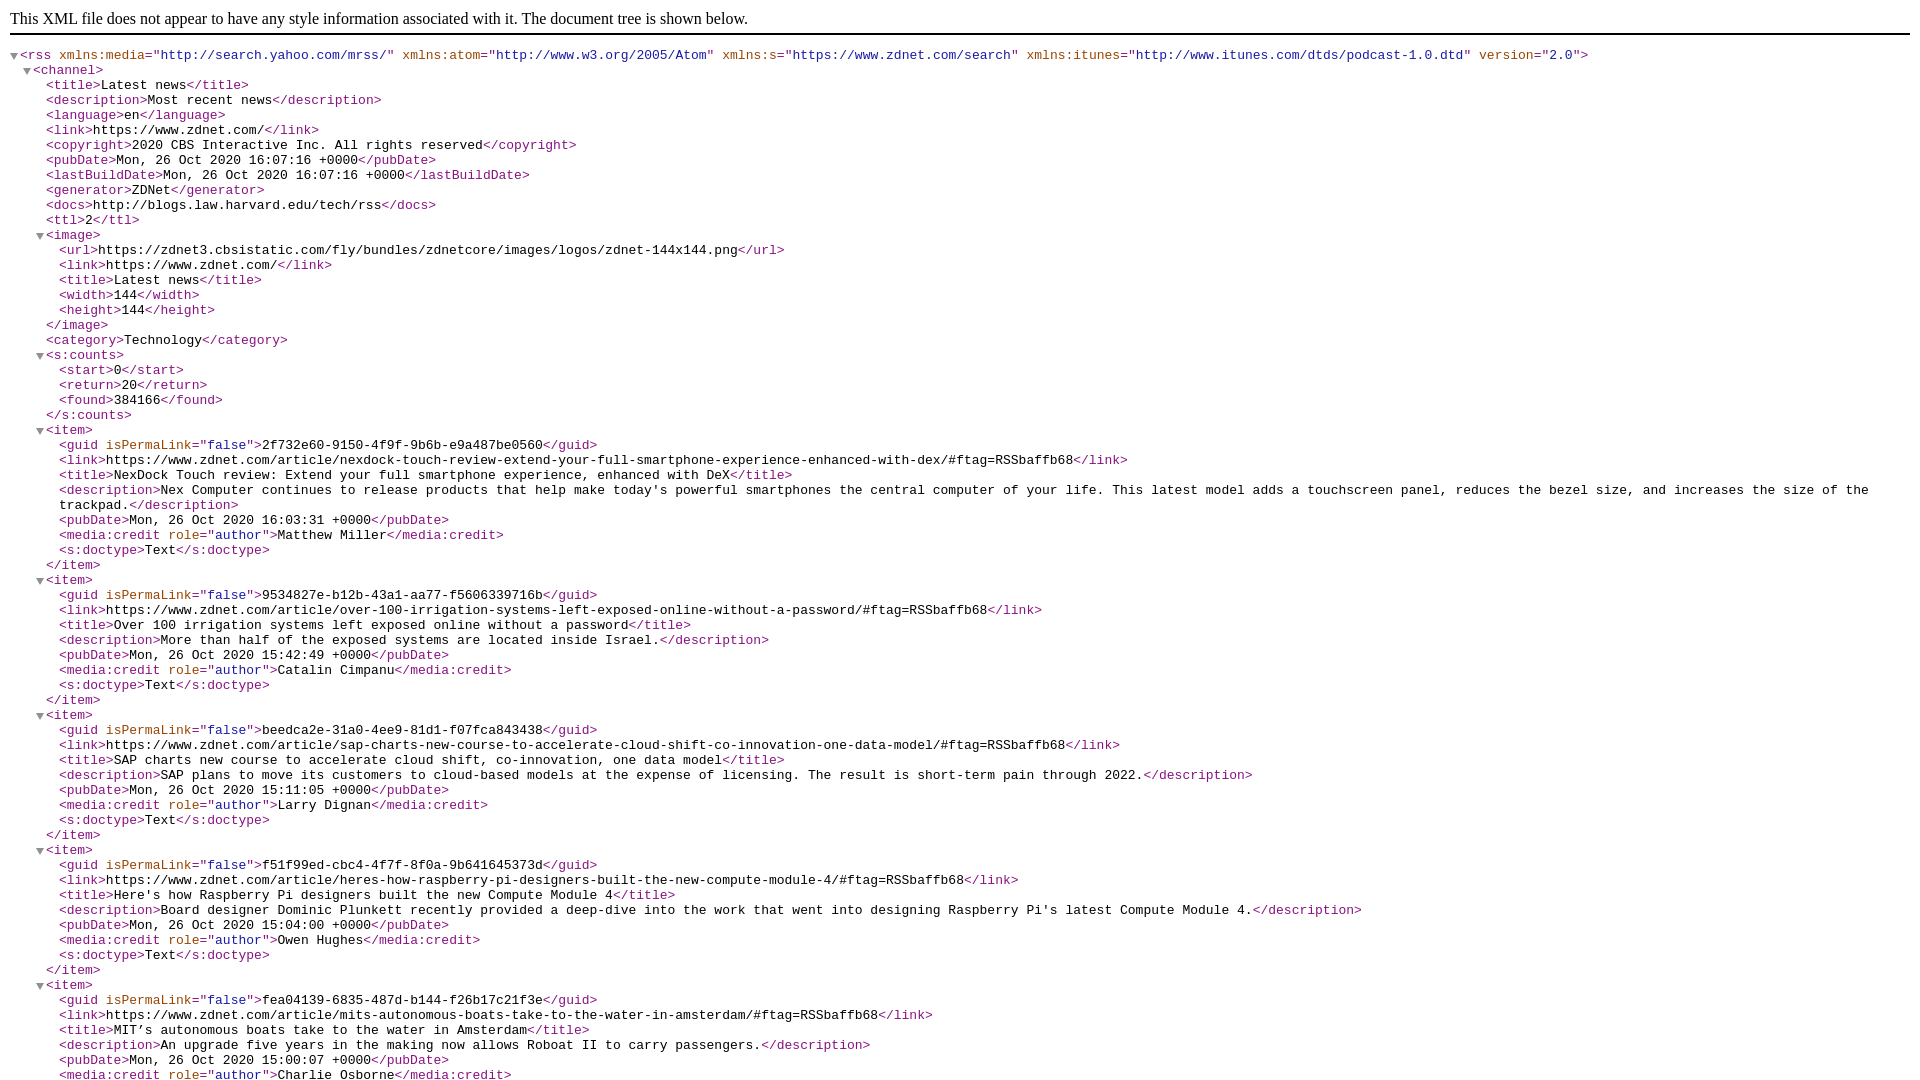 This XML file does not appear to have any style information associated with it. The document tree is shown below.
<rss xmlns:media="http://search.yahoo.com/mrss/" xmlns:atom="http://www.w3.org/2005/Atom" xmlns:s="https://www.zdnet.com/search" xmlns:itunes="http://www.itunes.com/dtds/podcast-1.0.dtd" version="2.0">
<channel>
<title>Latest news</title>
<description>Most recent news</description>
<language>en</language>
<link>https://www.zdnet.com/</link>
<copyright>2020 CBS Interactive Inc. All rights reserved</copyright>
<pubDate>Mon, 26 Oct 2020 16:07:16 +0000</pubDate>
<lastBuildDate>Mon, 26 Oct 2020 16:07:16 +0000</lastBuildDate>
<generator>ZDNet</generator>
<docs>http://blogs.law.harvard.edu/tech/rss</docs>
<ttl>2</ttl>
<image>
<url>https://zdnet3.cbsistatic.com/fly/bundles/zdnetcore/images/logos/zdnet-144x144.png</url>
<link>https://www.zdnet.com/</link>
<title>Latest news</title>
<width>144</width>
<height>144</height>
</image>
<category>Technology</category>
<s:counts>
<start>0</start>
<return>20</return>
<found>384166</found>
</s:counts>
<item>
<guid isPermaLink="false">2f732e60-9150-4f9f-9b6b-e9a487be0560</guid>
<link>https://www.zdnet.com/article/nexdock-touch-review-extend-your-full-smartphone-experience-enhanced-with-dex/#ftag=RSSbaffb68</link>
<title>NexDock Touch review: Extend your full smartphone experience, enhanced with DeX</title>
<description>Nex Computer continues to release products that help make today's powerful smartphones the central computer of your life. This latest model adds a touchscreen panel, reduces the bezel size, and increases the size of the
trackpad.</description>
<pubDate>Mon, 26 Oct 2020 16:03:31 +0000</pubDate>
<media:credit role="author">Matthew Miller</media:credit>
<s:doctype>Text</s:doctype>
</item>
<item>
<guid isPermaLink="false">9534827e-b12b-43a1-aa77-f5606339716b</guid>
<link>https://www.zdnet.com/article/over-100-irrigation-systems-left-exposed-online-without-a-password/#ftag=RSSbaffb68</link>
<title>Over 100 irrigation systems left exposed online without a password</title>
<description>More than half of the exposed systems are located inside Israel.</description>
<pubDate>Mon, 26 Oct 2020 15:42:49 +0000</pubDate>
<media:credit role="author">Catalin Cimpanu</media:credit>
<s:doctype>Text</s:doctype>
</item>
<item>
<guid isPermaLink="false">beedca2e-31a0-4ee9-81d1-f07fca843438</guid>
<link>https://www.zdnet.com/article/sap-charts-new-course-to-accelerate-cloud-shift-co-innovation-one-data-model/#ftag=RSSbaffb68</link>
<title>SAP charts new course to accelerate cloud shift, co-innovation, one data model</title>
<description>SAP plans to move its customers to cloud-based models at the expense of licensing. The result is short-term pain through 2022.</description>
<pubDate>Mon, 26 Oct 2020 15:11:05 +0000</pubDate>
<media:credit role="author">Larry Dignan</media:credit>
<s:doctype>Text</s:doctype>
</item>
<item>
<guid isPermaLink="false">f51f99ed-cbc4-4f7f-8f0a-9b641645373d</guid>
<link>https://www.zdnet.com/article/heres-how-raspberry-pi-designers-built-the-new-compute-module-4/#ftag=RSSbaffb68</link>
<title>Here's how Raspberry Pi designers built the new Compute Module 4</title>
<description>Board designer Dominic Plunkett recently provided a deep-dive into the work that went into designing Raspberry Pi's latest Compute Module 4.</description>
<pubDate>Mon, 26 Oct 2020 15:04:00 +0000</pubDate>
<media:credit role="author">Owen Hughes</media:credit>
<s:doctype>Text</s:doctype>
</item>
<item>
<guid isPermaLink="false">fea04139-6835-487d-b144-f26b17c21f3e</guid>
<link>https://www.zdnet.com/article/mits-autonomous-boats-take-to-the-water-in-amsterdam/#ftag=RSSbaffb68</link>
<title>MIT’s autonomous boats take to the water in Amsterdam</title>
<description>An upgrade five years in the making now allows Roboat II to carry passengers.</description>
<pubDate>Mon, 26 Oct 2020 15:00:07 +0000</pubDate>
<media:credit role="author">Charlie Osborne</media:credit>